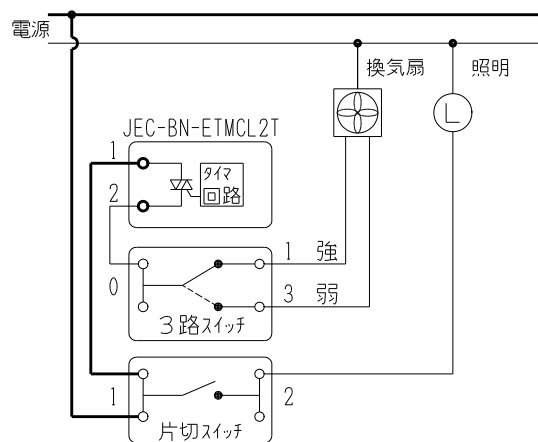 電源
換気扇
照明
L
JEC-BN-ETMCL2T
1
タイマ
回路
2
1 強
0
3 弱
3路スイッチ
1
2
片切スイッチ